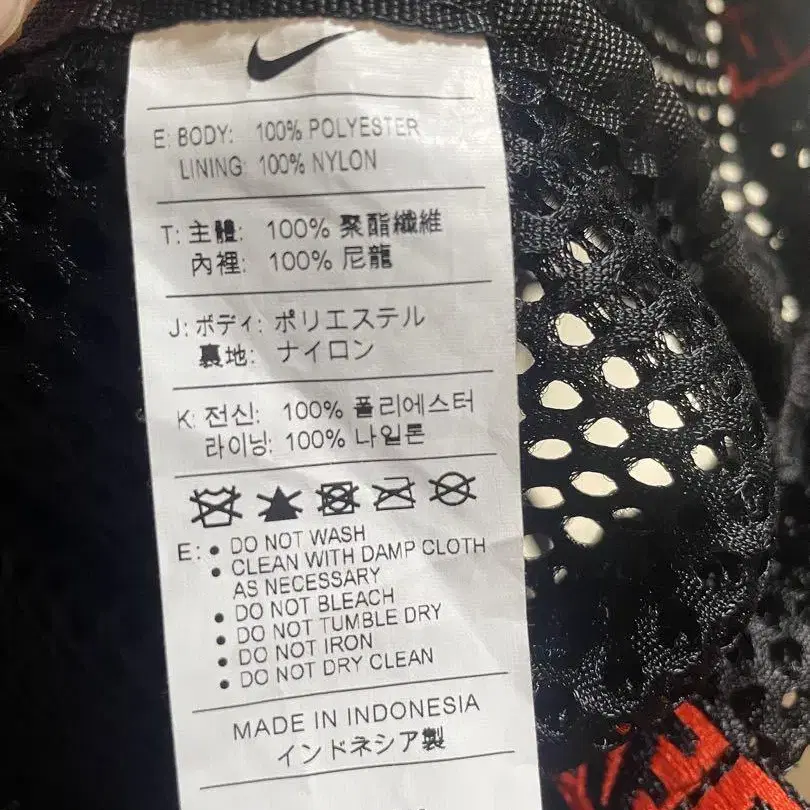 E: BODY: 100% POLYESTER
LINING: 100% NYLON
T: 主體: 100% 聚酯纖維
內裡: 100% 尼龍
J: ボディ: ポリエステル
裏地: ナイロン
K: 전신: 100% 폴리에스터
라이닝: 100% 나일론
E: • DO NOT WASH
• CLEAN WITH DAMP CLOTH
AS NECESSARY
• DO NOT BLEACH
• DO NOT TUMBLE DRY
• DO NOT IRON
• DO NOT DRY CLEAN
MADE IN INDONESIA
インドネシア製